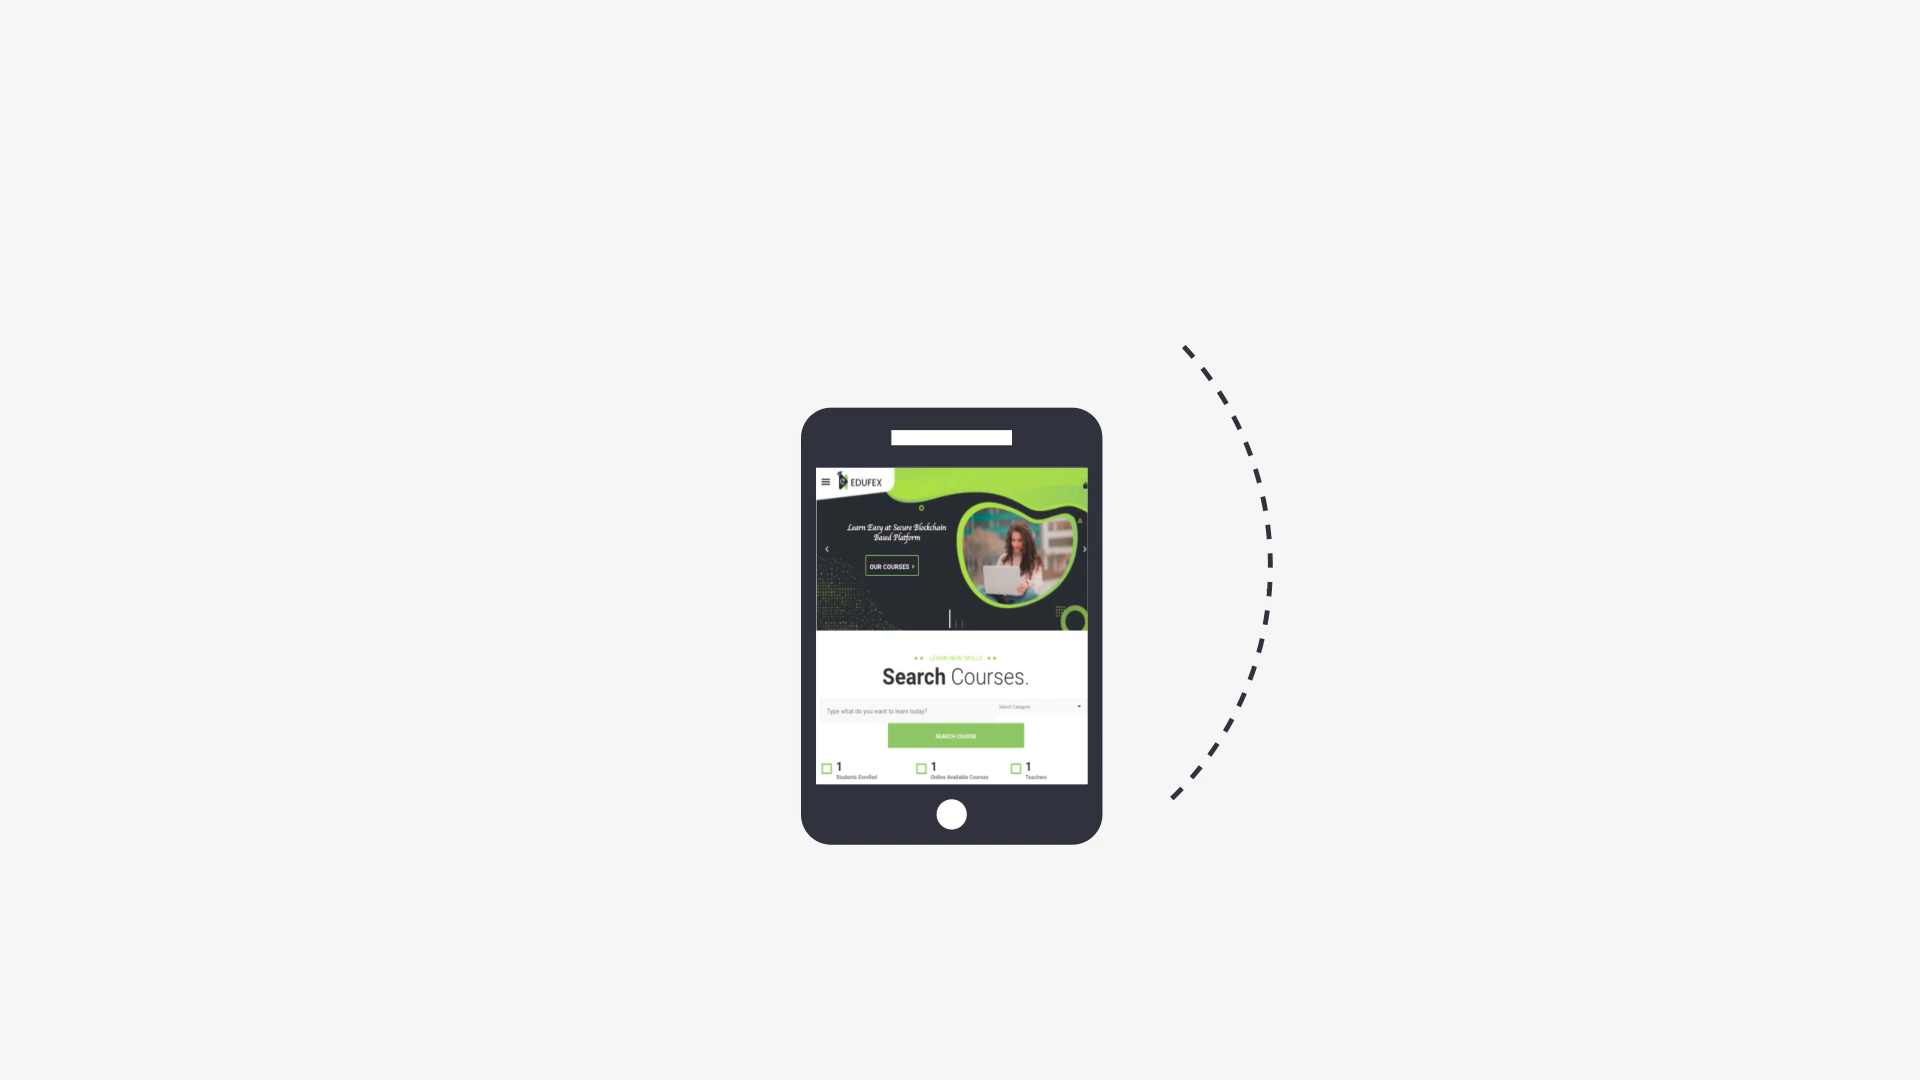 EDUFEX
Learn Easy at Secure Blockchain
Based Platform
OUR COURSES
LEARN NEW SKILLS
Search Courses.
Type what do you want to learn today?
Select Category
SEARCH COURSE
1
Students Enrolled
1
Online Available Courses
1
Teachers